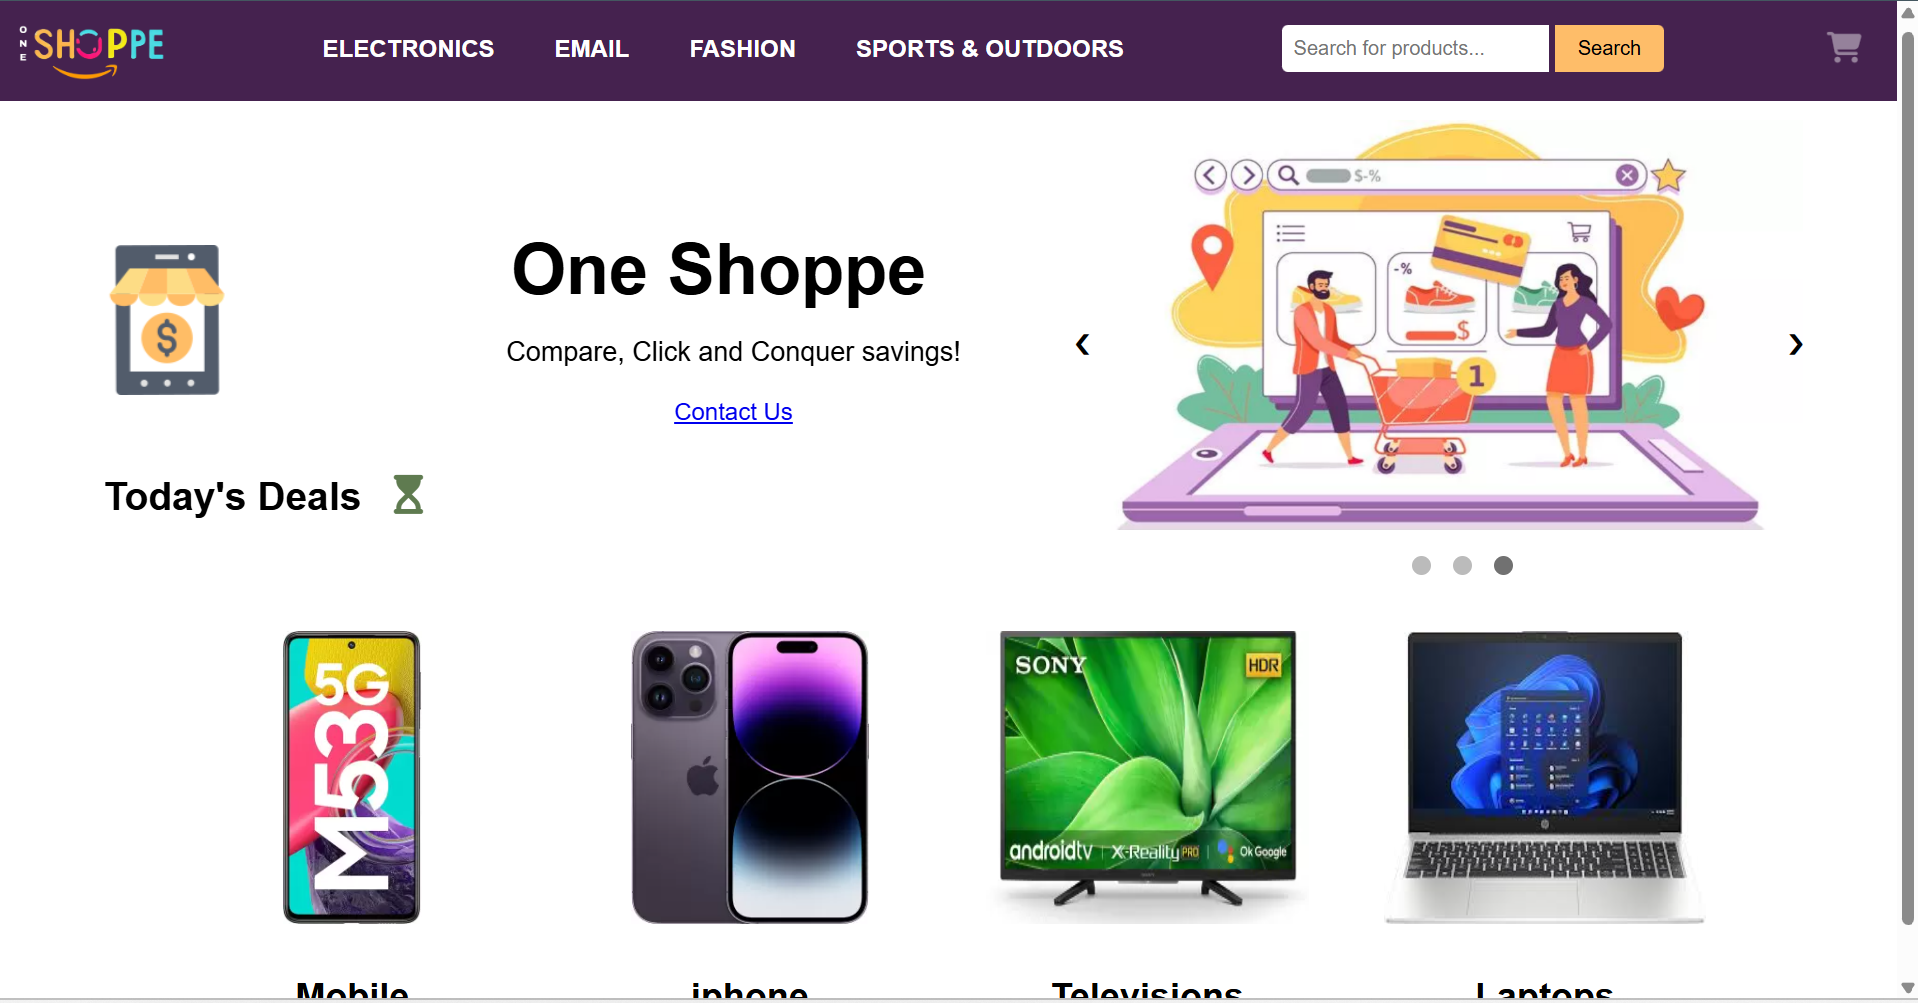 ONE
SHOPPE
ELECTRONICS
EMAIL
FASHION
SPORTS & OUTDOORS
Search for products...
Search
$-%
-%
$
1
$
One Shoppe
Compare, Click and Conquer savings!
Contact Us
❮
❯
Today's Deals
M53 5G
SONY
HDR
androidtv
X-Reality PRO
Ok Google
Mobile
iphone
Televisions
Laptops